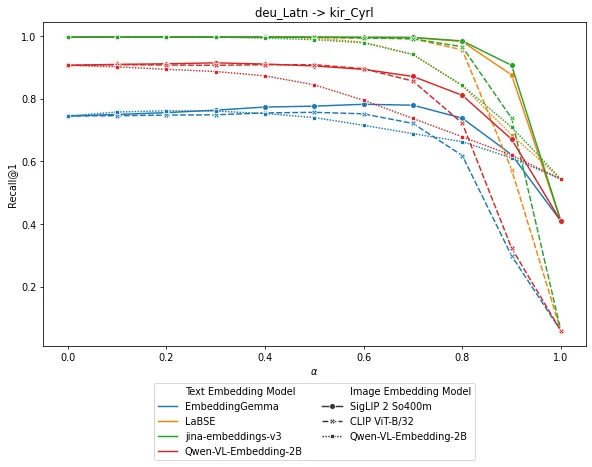 deu_Latn -> kir_Cyrl
Recall@1
1.0
0.8
0.6
0.4
0.2
0.0 0.2 0.4 0.6 0.8 1.0
α
Text Embedding Model
EmbeddingGemma
LaBSE
jina-embeddings-v3
Qwen-VL-Embedding-2B
Image Embedding Model
SigLIP 2 So400m
CLIP ViT-B/32
Qwen-VL-Embedding-2B